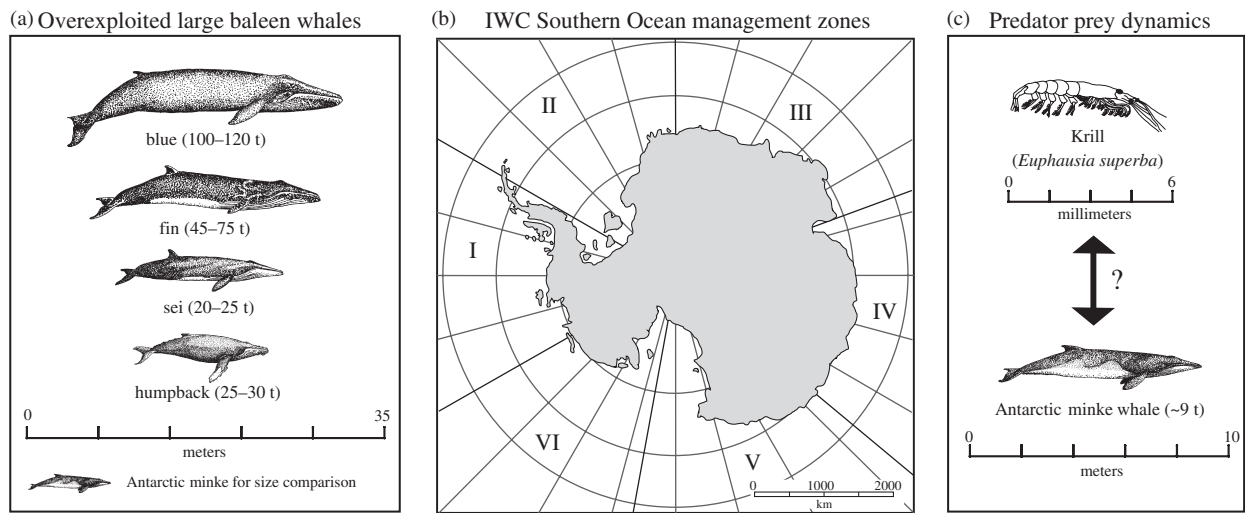 (a) Overexploited large baleen whales
blue (100–120 t)
fin (45–75 t)
sei (20–25 t)
humpback (25–30 t)
0 35
meters
Antarctic minke for size comparison
(b) IWC Southern Ocean management zones
II
III
I
IV
VI
V
0 1000 2000
km
(c) Predator prey dynamics
Krill
(Euphausia superba)
0 6
millimeters
?
Antarctic minke whale (~9 t)
0 10
meters